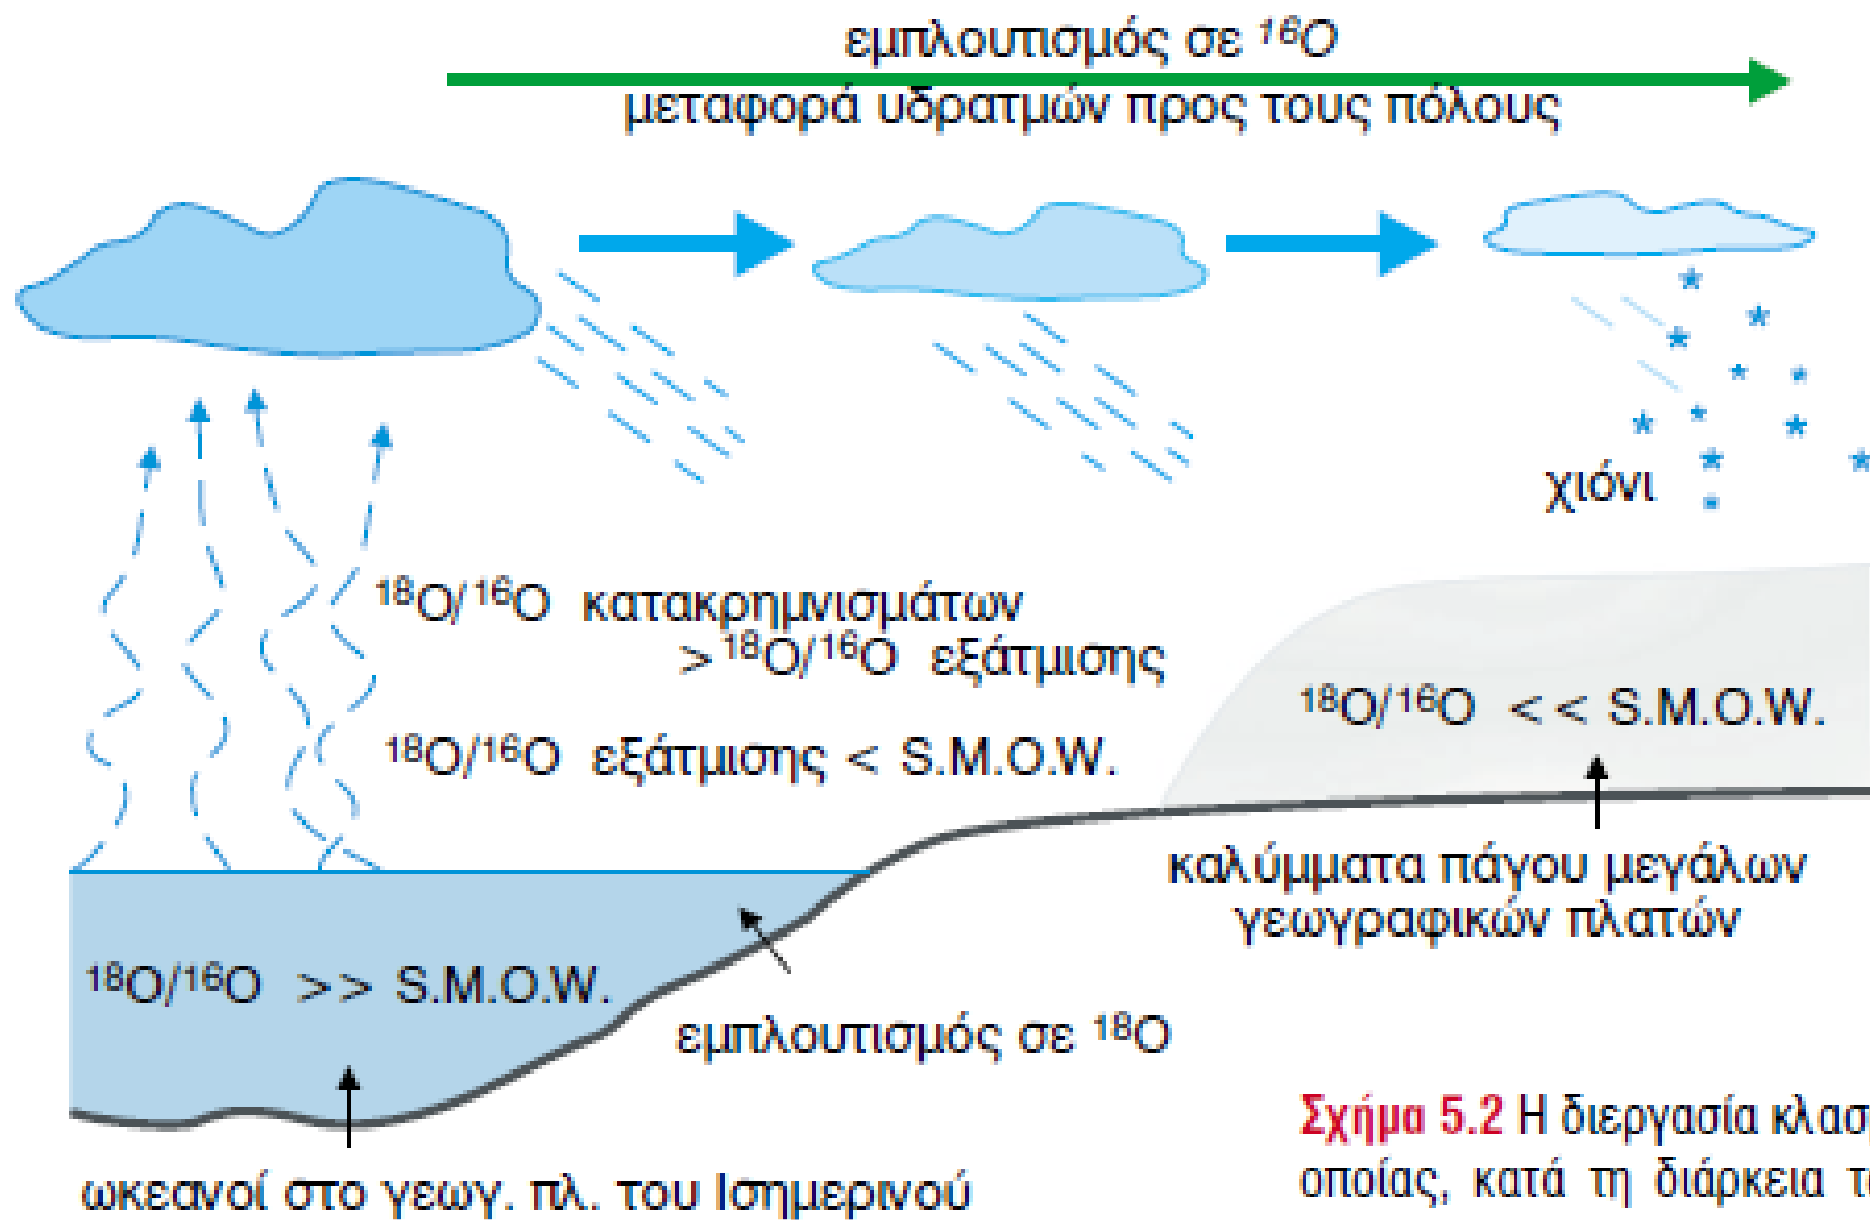 εμπλουτισμός σε ¹⁶O
μεταφορά υδρατμών προς τους πόλους
χιόνι
¹⁸O/¹⁶O κατακρημνισμάτων
> ¹⁸O/¹⁶O εξάτμισης
¹⁸O/¹⁶O εξάτμισης < S.M.O.W.
¹⁸O/¹⁶O << S.M.O.W.
καλύμματα πάγου μεγάλων
γεωγραφικών πλατών
¹⁸O/¹⁶O >> S.M.O.W.
εμπλουτισμός σε ¹⁸O
ωκεανοί στο γεωγ. πλ. του Ισημερινού
Σχήμα 5.2 Η διεργασία
οποίας, κατά τη διάρκεια